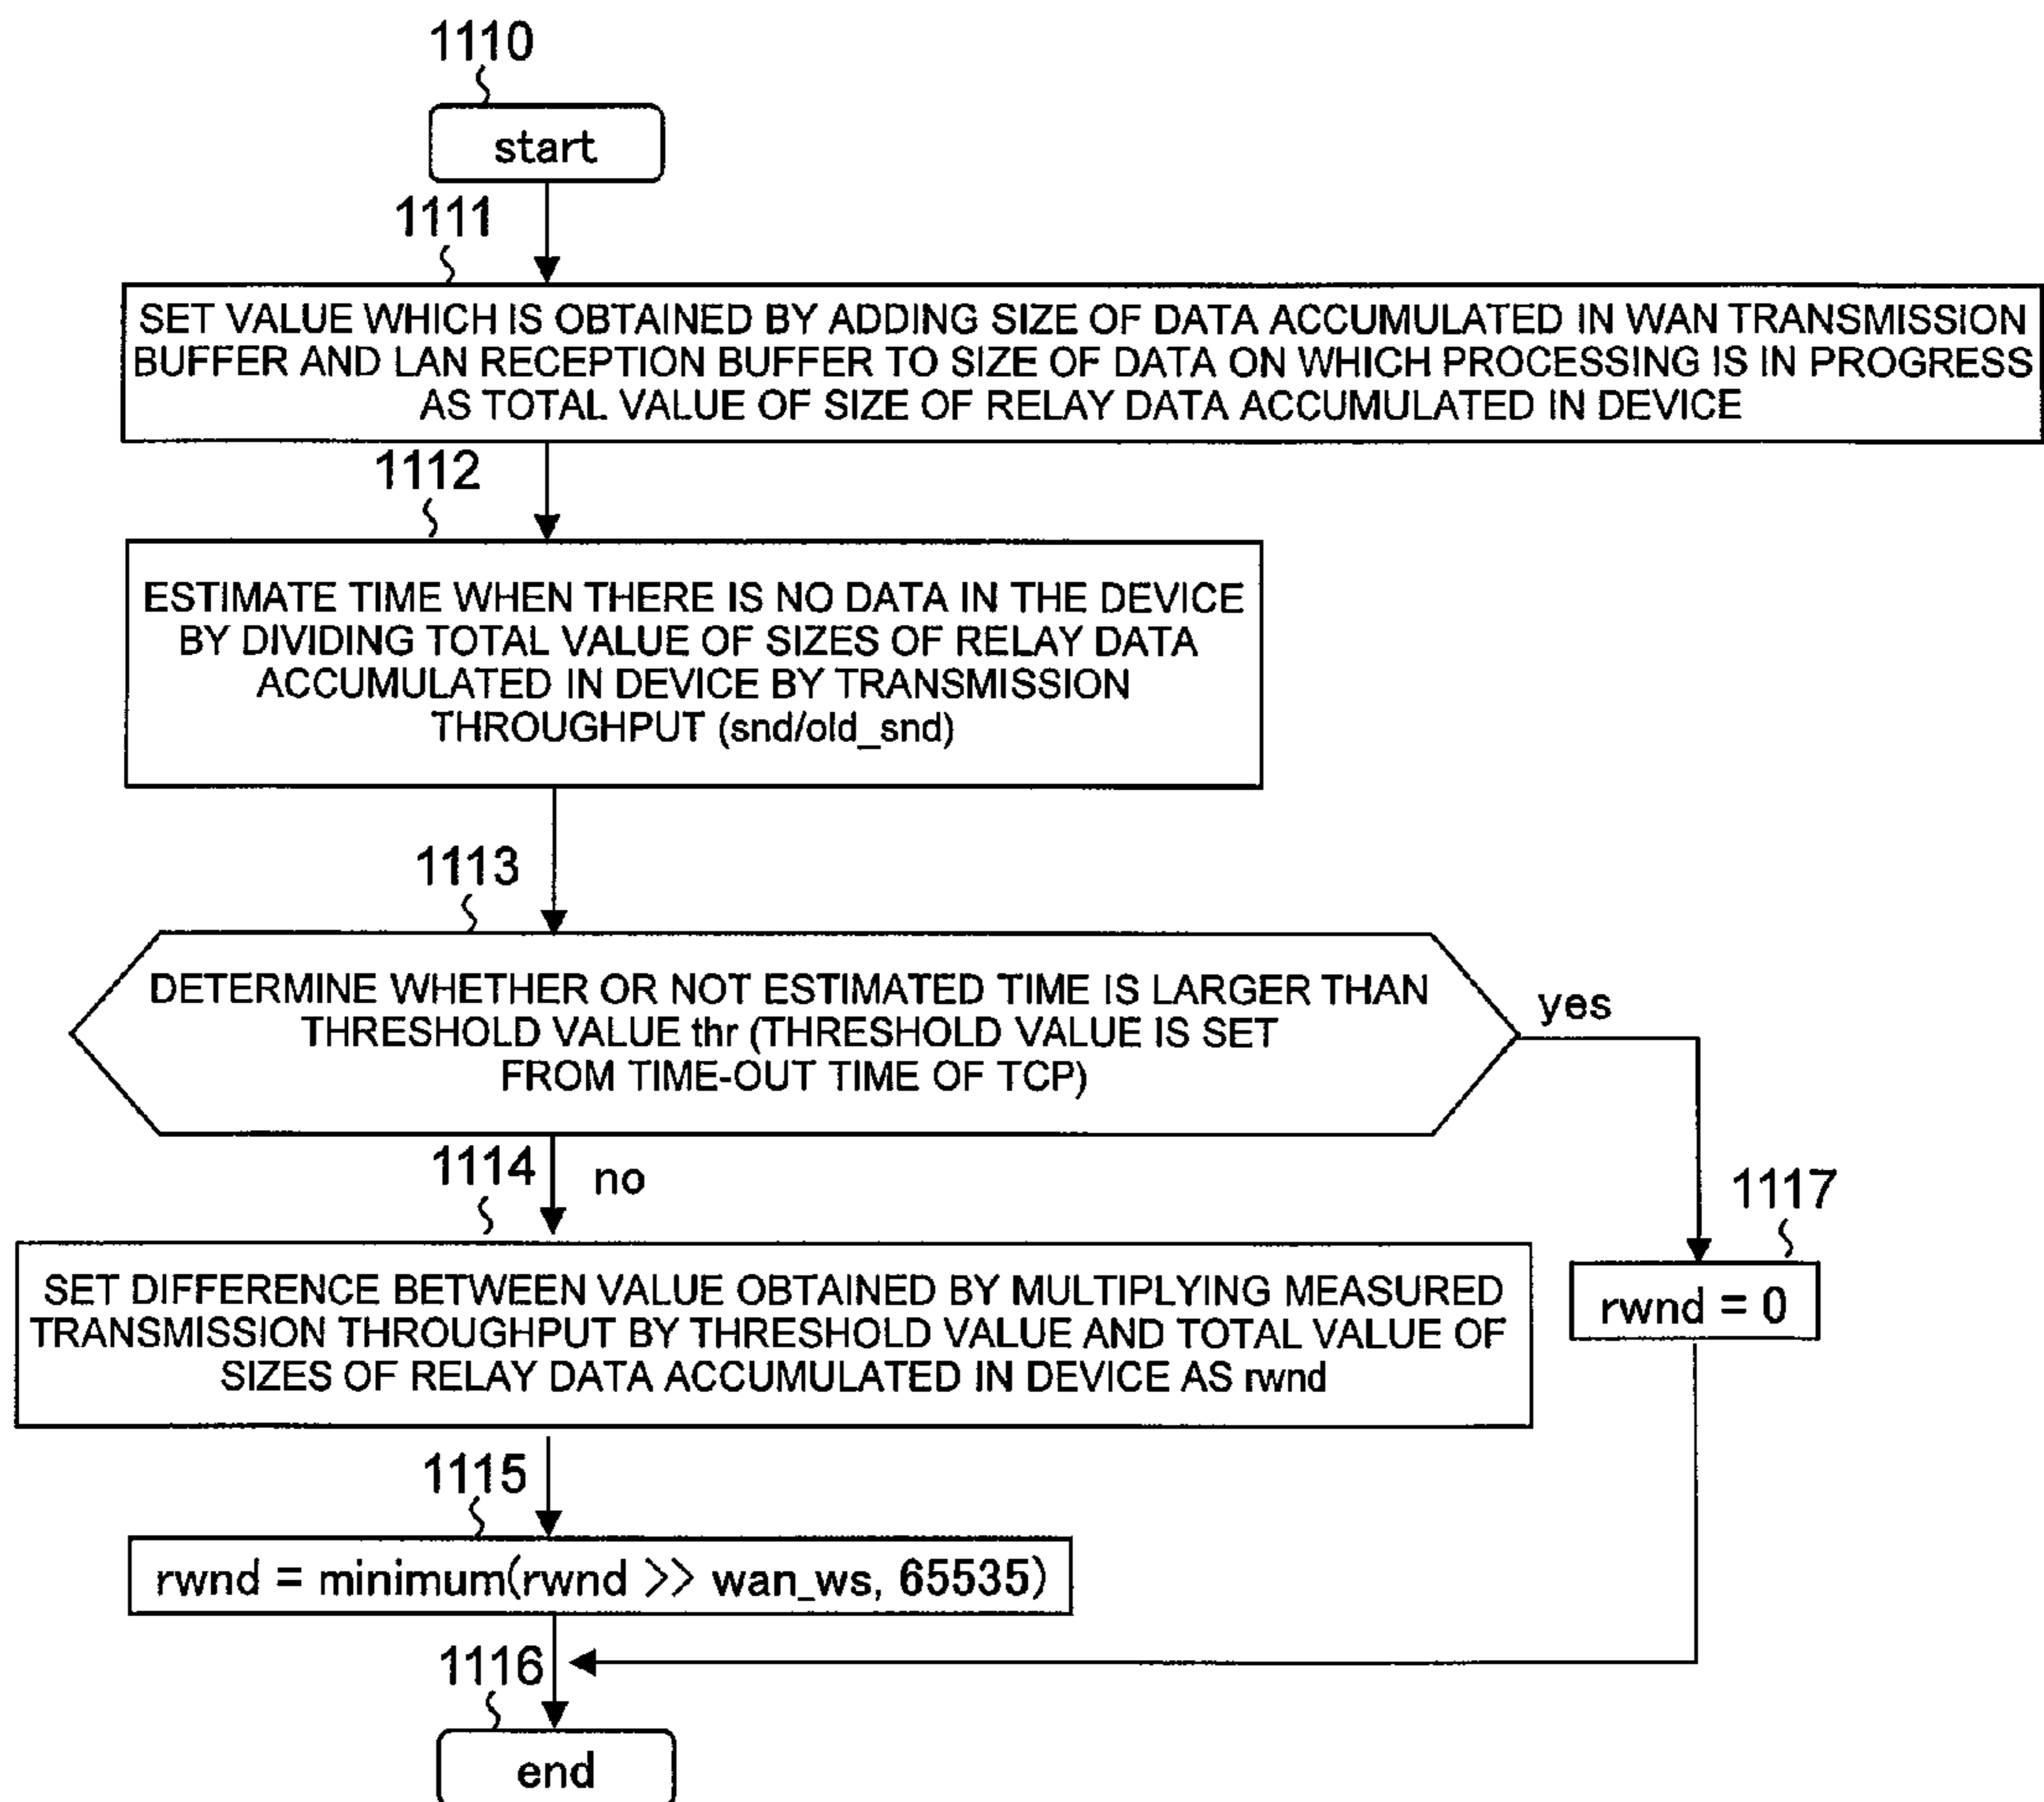 1110
start
1111
SET VALUE WHICH IS OBTAINED BY ADDING SIZE OF DATA ACCUMULATED IN WAN TRANSMISSION
BUFFER AND LAN RECEPTION BUFFER TO SIZE OF DATA ON WHICH PROCESSING IS IN PROGRESS
AS TOTAL VALUE OF SIZE OF RELAY DATA ACCUMULATED IN DEVICE
1112
ESTIMATE TIME WHEN THERE IS NO DATA IN THE DEVICE
BY DIVIDING TOTAL VALUE OF SIZES OF RELAY DATA
ACCUMULATED IN DEVICE BY TRANSMISSION
THROUGHPUT (snd/old_snd)
1113
DETERMINE WHETHER OR NOT ESTIMATED TIME IS LARGER THAN
THRESHOLD VALUE thr (THRESHOLD VALUE IS SET
FROM TIME-OUT TIME OF TCP)
yes
1114
no
1117
SET DIFFERENCE BETWEEN VALUE OBTAINED BY MULTIPLYING MEASURED
TRANSMISSION THROUGHPUT BY THRESHOLD VALUE AND TOTAL VALUE OF
SIZES OF RELAY DATA ACCUMULATED IN DEVICE AS rwnd
rwnd = 0
1115
rwnd = minimum(rwnd >> wan_ws, 65535)
1116
end